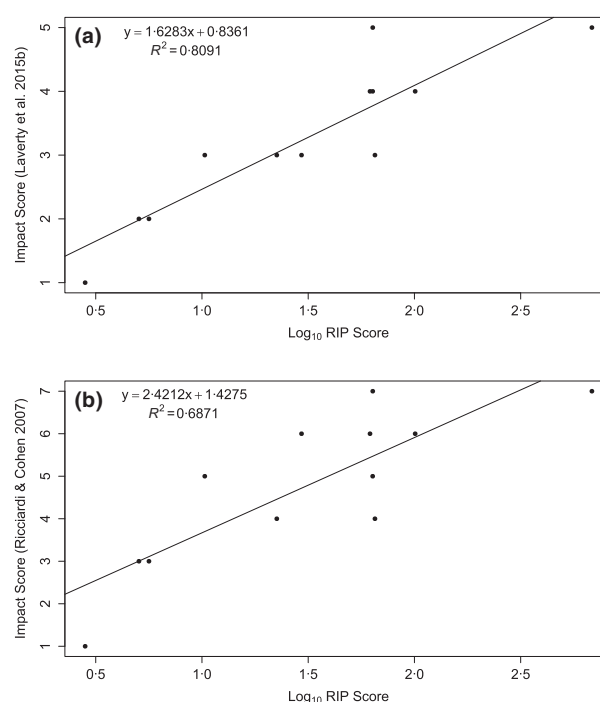 (a)
y = 1·6283x + 0·8361
R² = 0·8091
Impact Score (Laverty et al. 2015b)
5
4
3
2
1
0·5 1·0 1·5 2·0 2·5
Log₁₀ RIP Score
(b)
y = 2·4212x + 1·4275
R² = 0·6871
Impact Score (Ricciardi & Cohen 2007)
7
6
5
4
3
2
1
0·5 1·0 1·5 2·0 2·5
Log₁₀ RIP Score